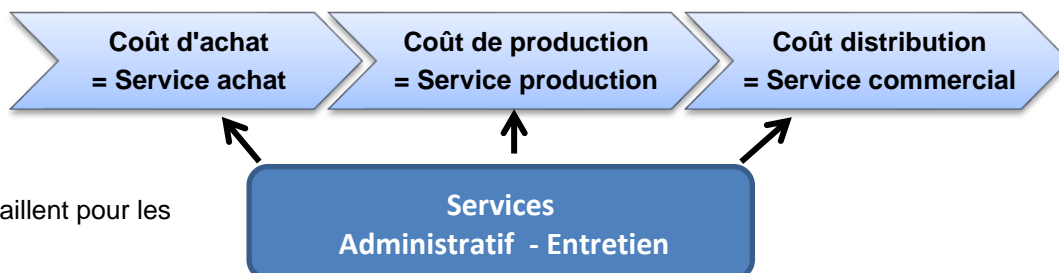 Coût d'achat
= Service achat
Coût de production
= Service production
Coût distribution
= Service commercial
aillent pour les
Services
Administratif - Entretien